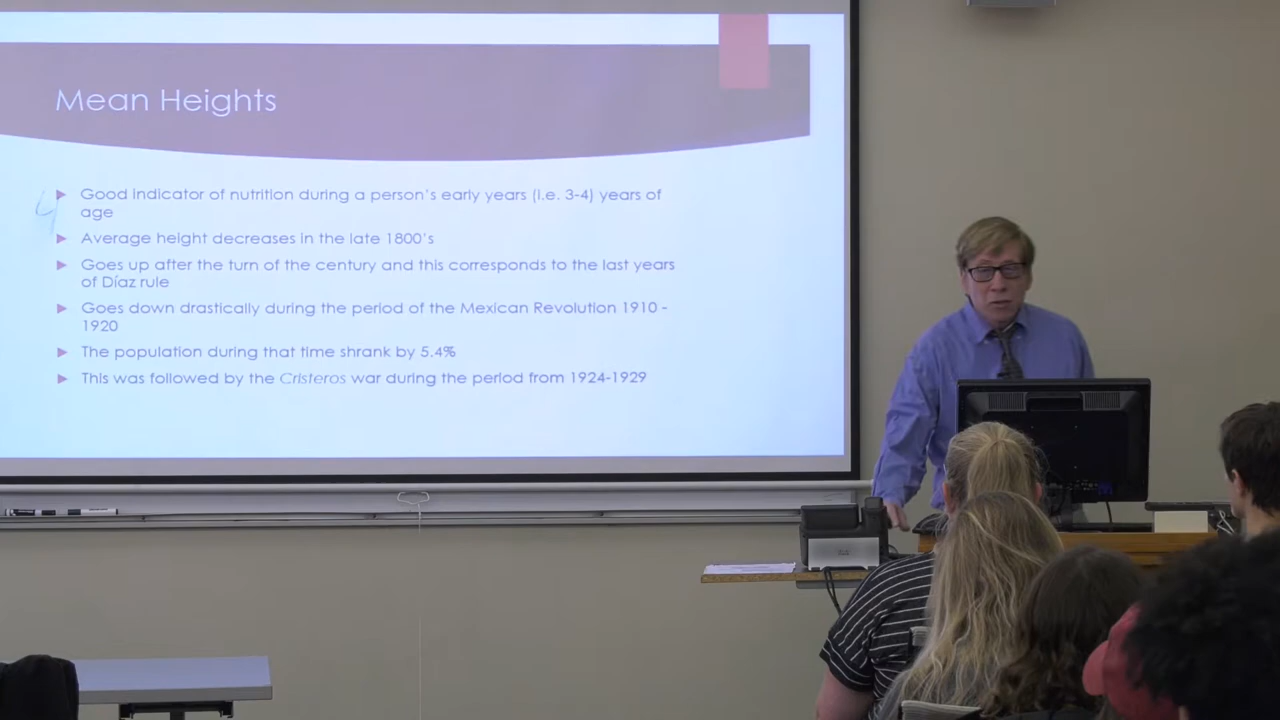 Mean Heights
Good indicator of nutrition during a person's early years (i.e. 3-4) years of
age
Average height decreases in the late 1800's
Goes up after the turn of the century and this corresponds to the last years
of Díaz rule
Goes down drastically during the period of the Mexican Revolution 1910 -
1920
The population during that time shrank by 5.4%
This was followed by the Cristeros war during the period from 1924-1929